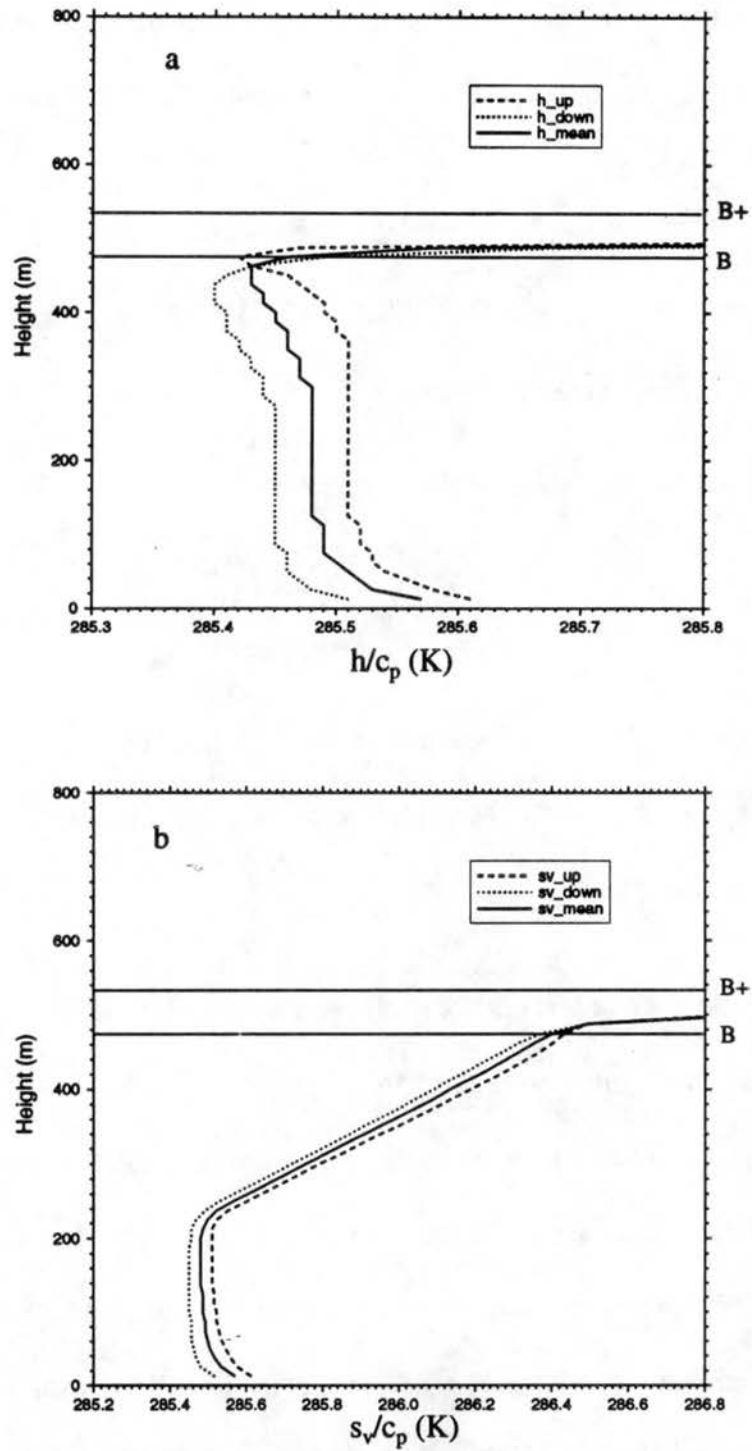 800
a
h_up
h_down
h_mean
600
B+
B
400
Height (m)
200
0
285.3 285.4 285.5 285.6 285.7 285.8
h/cp (K)
800
b
sv_up
sv_down
sv_mean
600
B+
B
400
Height (m)
200
0
285.2 285.4 285.6 285.8 286.0 286.2 286.4 286.6 286.8
sv/cp (K)